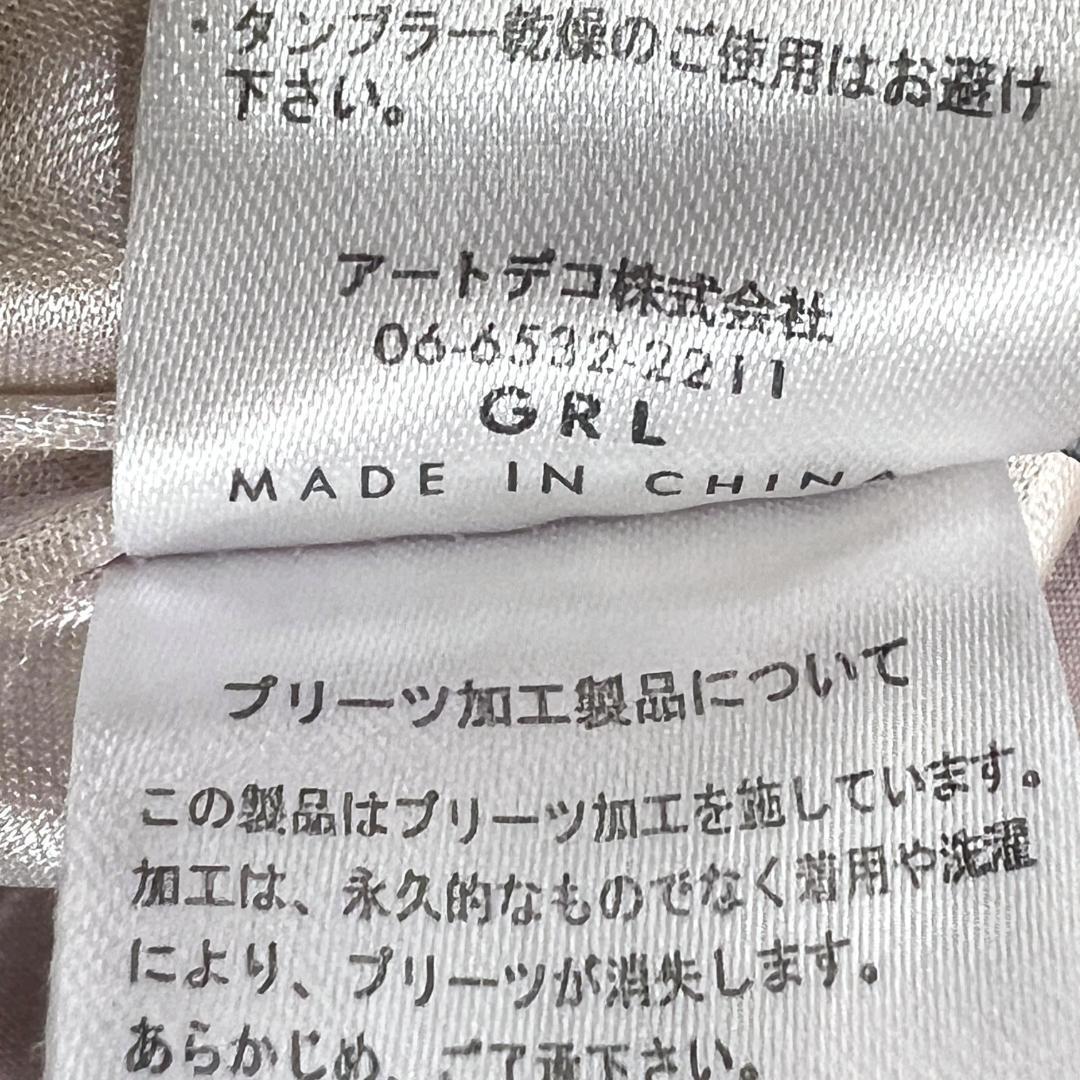 ・タンブラー乾燥のご使用はお避け
下さい。
アートデコ株式会社
06-6532-2211
GRL
MADE IN CHINA
プリーツ加工製品について
この製品はプリーツ加工を施しています。
加工は、永久的なものでなく着用や洗濯
により、プリーツが消失します。
あらかじめ、ご了承下さい。